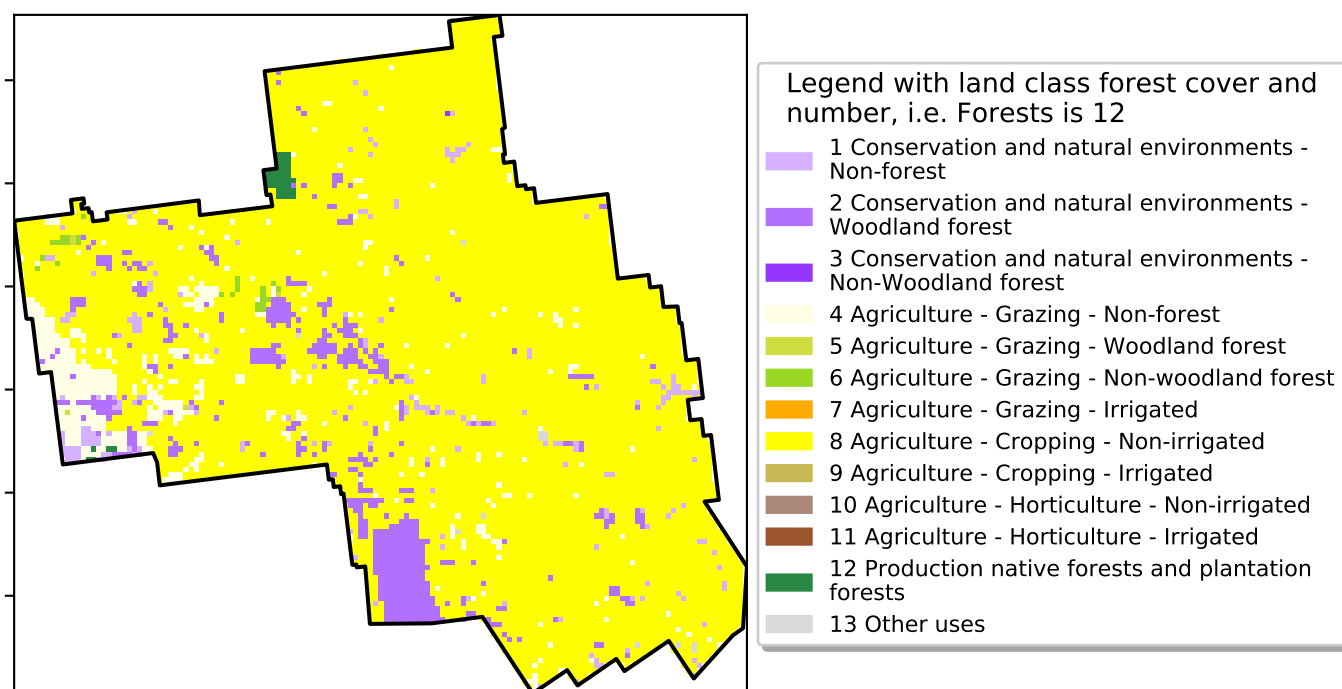 Legend with land class forest cover and
number, i.e. Forests is 12
1 Conservation and natural environments -
Non-forest
2 Conservation and natural environments -
Woodland forest
3 Conservation and natural environments -
Non-Woodland forest
4 Agriculture - Grazing - Non-forest
5 Agriculture - Grazing - Woodland forest
6 Agriculture - Grazing - Non-woodland forest
7 Agriculture - Grazing - Irrigated
8 Agriculture - Cropping - Non-irrigated
9 Agriculture - Cropping - Irrigated
10 Agriculture - Horticulture - Non-irrigated
11 Agriculture - Horticulture - Irrigated
12 Production native forests and plantation
forests
13 Other uses